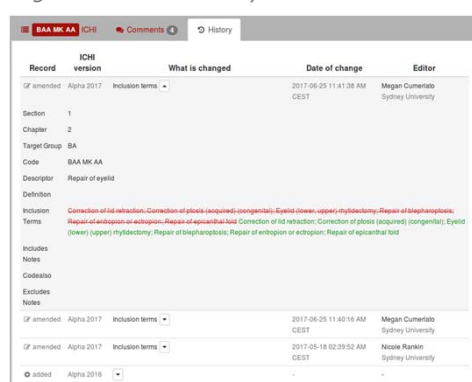 BAA MK AA ICHI Comments 4 History
Record ICHI version What is changed Date of change Editor
amended Alpha 2017 Inclusion terms 2017-06-25 11:41:38 AM CEST Megan Cumerlato Sydney University
Section 1
Chapter 2
Target Group BA
Code BAA MK AA
Descriptor Repair of eyelid
Definition
Inclusion Terms Correction of lid retraction; Correction of ptosis (acquired) (congenital); Eyelid (lower, upper) rhytidectomy; Repair of blepharoptosis;
Repair of entropion or ectropion; Repair of epicanthal fold Correction of lid retraction; Correction of ptosis (acquired) (congenital); Eyelid
(lower) (upper) rhytidectomy; Repair of blepharoptosis; Repair of entropion or ectropion; Repair of epicanthal fold
Includes Notes
Codealso
Excludes Notes
amended Alpha 2017 Inclusion terms 2017-06-25 11:40:16 AM CEST Megan Cumerlato Sydney University
amended Alpha 2017 Inclusion terms 2017-05-18 02:39:52 AM CEST Nicole Rankin Sydney University
added Alpha 2016 - -